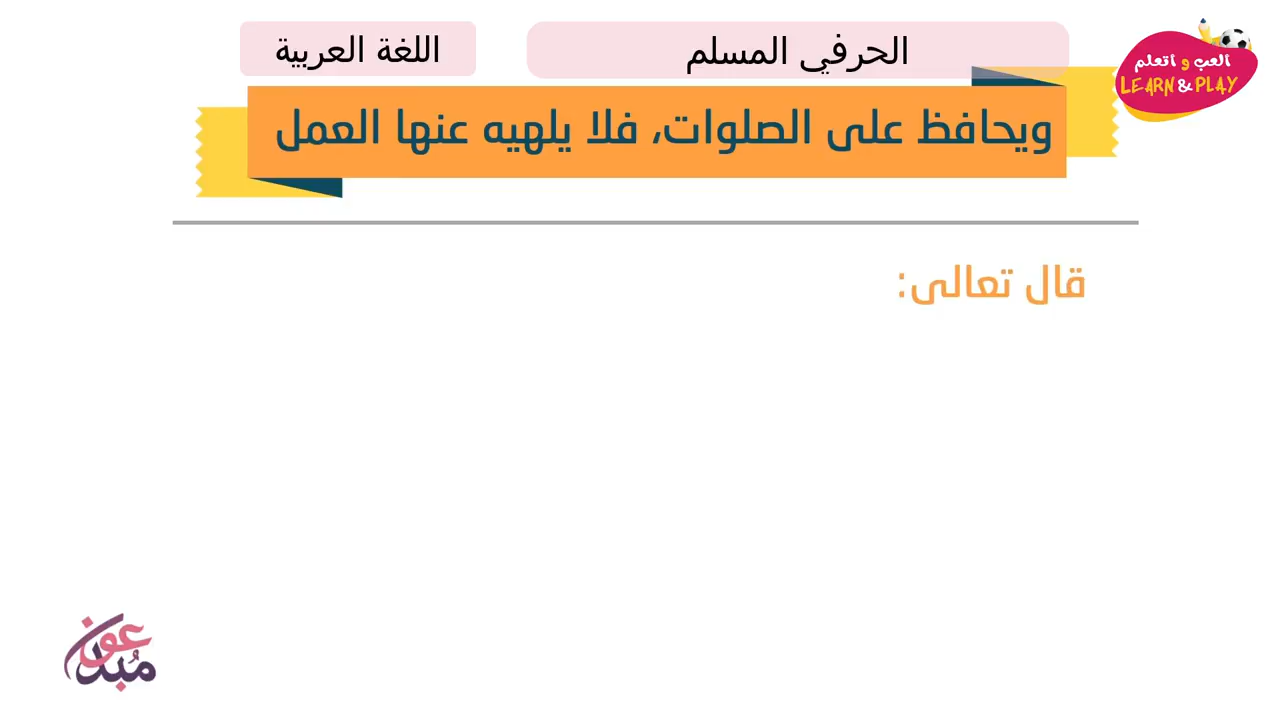 الحرفي المسلم
اللغة العربية
العب و اتعلم
LEARN & PLAY
ويحافظ على الصلوات، فلا يلهيه عنها العمل
قال تعالى:
مبدعون